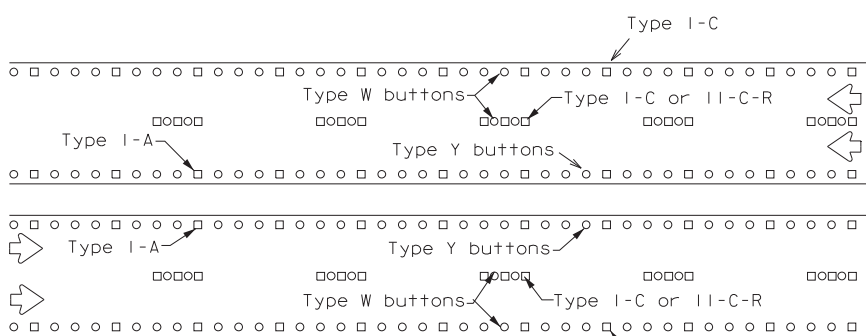 Type I-C
Type W buttons
Type I-C or II-C-R
Type I-A
Type Y buttons
Type I-A
Type Y buttons
Type W buttons
Type I-C or II-C-R